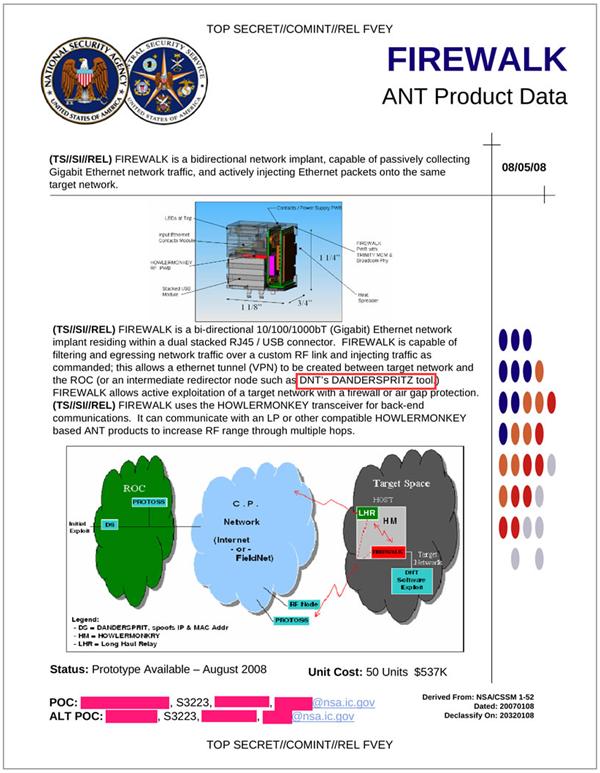 TOP SECRET//COMINT//REL FVEY
NATIONAL SECURITY AGENCY
UNITED STATES OF AMERICA
CENTRAL SECURITY SERVICE
UNITED STATES OF AMERICA
FIREWALK
ANT Product Data
(TS//SI//REL) FIREWALK is a bidirectional network implant, capable of passively collecting
Gigabit Ethernet network traffic, and actively injecting Ethernet packets onto the same
target network.
08/05/08
Contacts / Power Supply PWB
LEDs at Top
Input Ethernet
Contacts Module
HOWLERMONKEY
RF PWB
Stacked USB
Module
FIREWALK
PWB with
TRINITY MCM &
Broadcom Phy
Heat
Spreader
1 1/4"
1 1/8"
3/4"
(TS//SI//REL) FIREWALK is a bi-directional 10/100/1000bT (Gigabit) Ethernet network
implant residing within a dual stacked RJ45 / USB connector. FIREWALK is capable of
filtering and egressing network traffic over a custom RF link and injecting traffic as
commanded; this allows a ethernet tunnel (VPN) to be created between target network and
the ROC (or an intermediate redirector node such as DNT's DANDERSPRITZ tool.)
FIREWALK allows active exploitation of a target network with a firewall or air gap protection.
(TS//SI//REL) FIREWALK uses the HOWLERMONKEY transceiver for back-end
communications. It can communicate with an LP or other compatible HOWLERMONKEY
based ANT products to increase RF range through multiple hops.
ROC
PROTOSS
Initial
Exploit
DS
C.P.
Network
(Internet
- or -
FieldNet)
RF Node
PROTOSS
Target Space
HOST
LHR
HM
FIREWALK
Target
Network
DNT
Software
Exploit
Legend:
- DS = DANDERSPRIT, spoofs IP & MAC Addr
- HM = HOWLERMONKRY
- LHR = Long Haul Relay
Status: Prototype Available – August 2008
Unit Cost: 50 Units $537K
POC: , S3223, , @nsa.ic.gov
ALT POC: , S3223, , @nsa.ic.gov
Derived From: NSA/CSSM 1-52
Dated: 20070108
Declassify On: 20320108
TOP SECRET//COMINT//REL FVEY